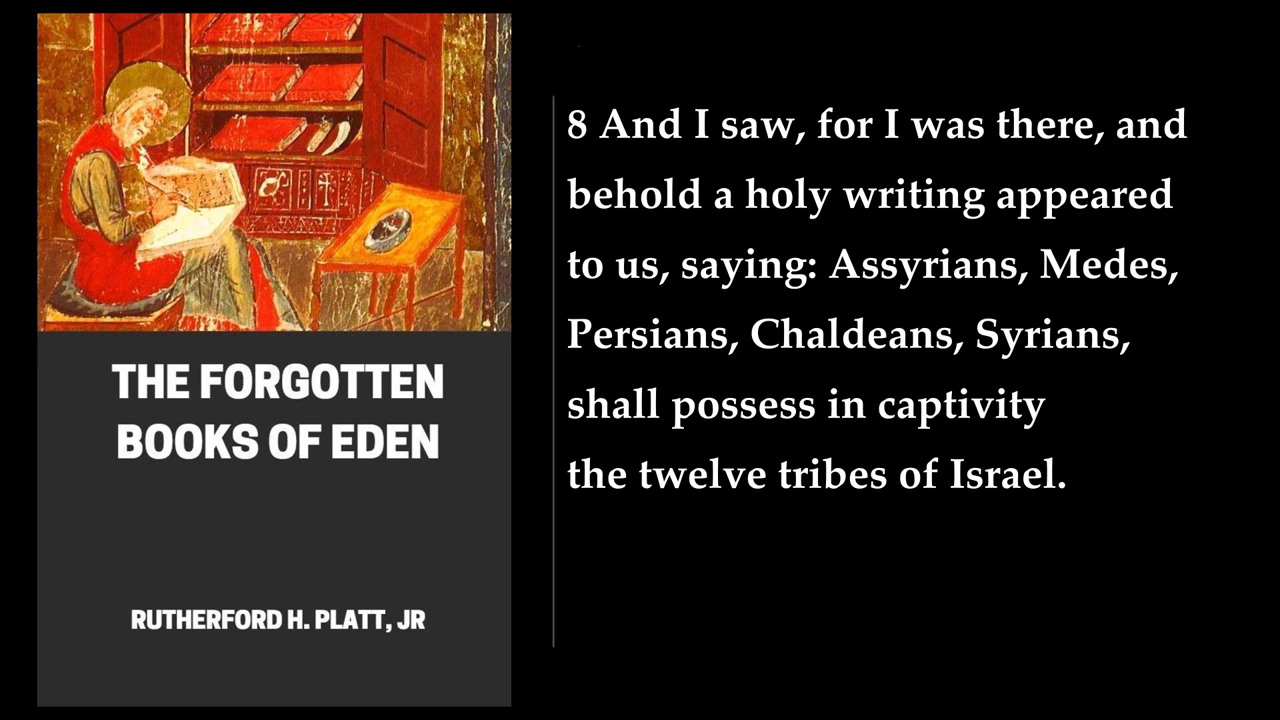 THE FORGOTTEN
BOOKS OF EDEN
RUTHERFORD H. PLATT, JR
8 And I saw, for I was there, and
behold a holy writing appeared
to us, saying: Assyrians, Medes,
Persians, Chaldeans, Syrians,
shall possess in captivity
the twelve tribes of Israel.